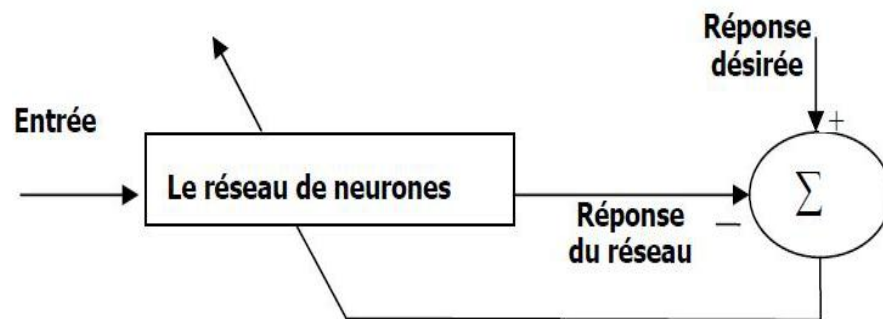 Réponse
désirée
Entrée
+
Le réseau de neurones
∑
Réponse
du réseau
−